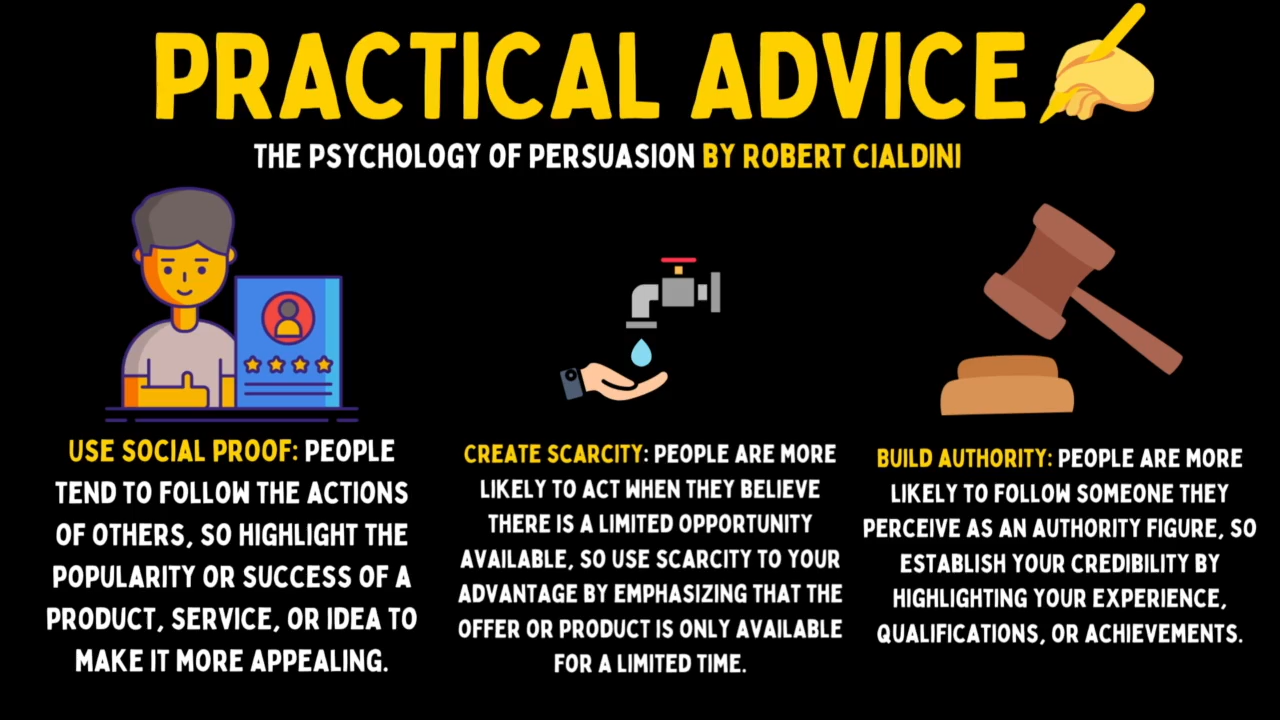 PRACTICAL ADVICE
THE PSYCHOLOGY OF PERSUASION BY ROBERT CIALDINI
USE SOCIAL PROOF: PEOPLE
TEND TO FOLLOW THE ACTIONS
OF OTHERS, SO HIGHLIGHT THE
POPULARITY OR SUCCESS OF A
PRODUCT, SERVICE, OR IDEA TO
MAKE IT MORE APPEALING.
CREATE SCARCITY: PEOPLE ARE MORE
LIKELY TO ACT WHEN THEY BELIEVE
THERE IS A LIMITED OPPORTUNITY
AVAILABLE, SO USE SCARCITY TO YOUR
ADVANTAGE BY EMPHASIZING THAT THE
OFFER OR PRODUCT IS ONLY AVAILABLE
FOR A LIMITED TIME.
BUILD AUTHORITY: PEOPLE ARE MORE
LIKELY TO FOLLOW SOMEONE THEY
PERCEIVE AS AN AUTHORITY FIGURE, SO
ESTABLISH YOUR CREDIBILITY BY
HIGHLIGHTING YOUR EXPERIENCE,
QUALIFICATIONS, OR ACHIEVEMENTS.